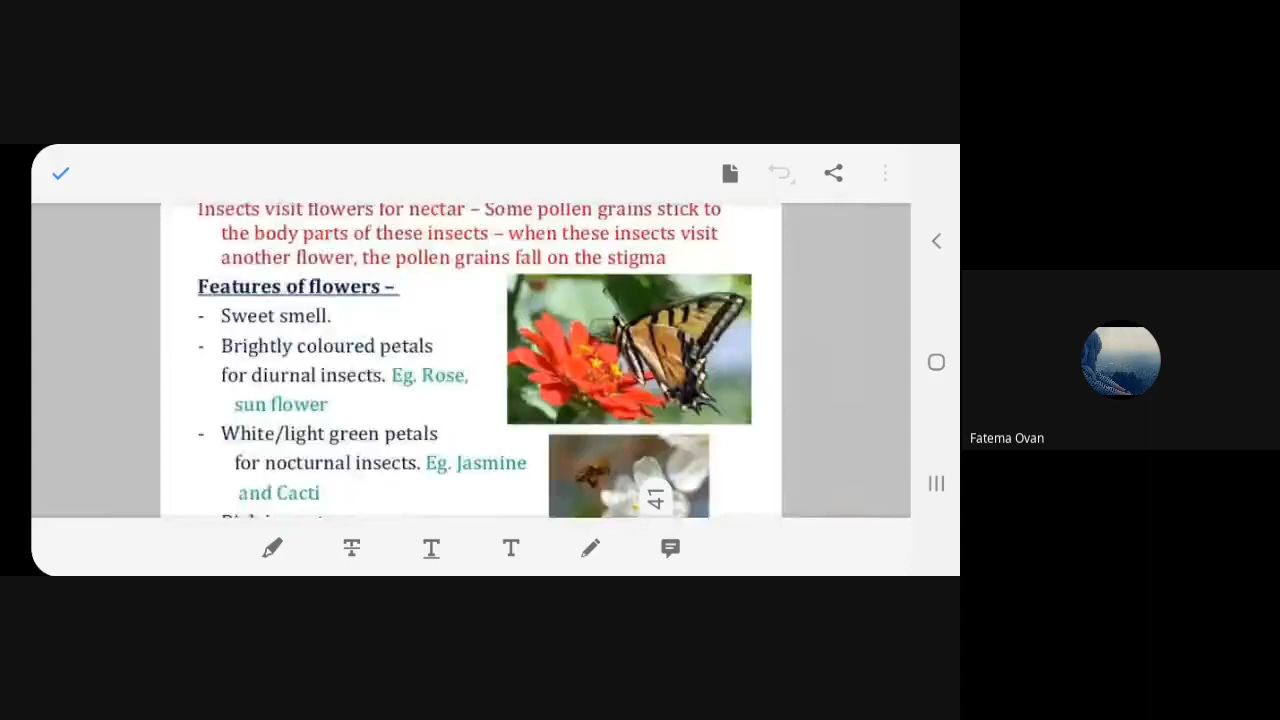 Insects visit flowers for nectar – Some pollen grains stick to
the body parts of these insects – when these insects visit
another flower, the pollen grains fall on the stigma
Features of flowers –
- Sweet smell.
- Brightly coloured petals
for diurnal insects. Eg. Rose,
sun flower
- White/light green petals
for nocturnal insects. Eg. Jasmine
and Cacti
41
Fatema Ovan